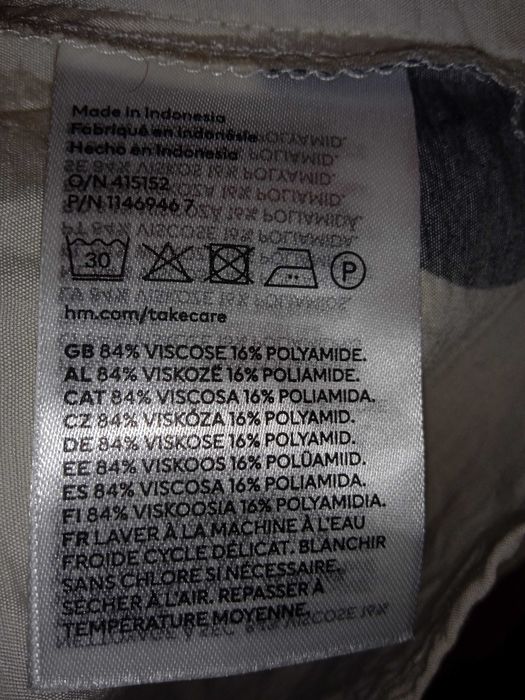 Made in Indonesia
Fabriqué en Indonésie
Hecho en Indonesia
O/N 415152
P/N 1146946 7
30
P
hm.com/takecare
GB 84% VISCOSE 16% POLYAMIDE.
AL 84% VISKOZË 16% POLIAMIDE.
CAT 84% VISCOSA 16% POLIAMIDA.
CZ 84% VISKÓZA 16% POLYAMID.
DE 84% VISKOSE 16% POLYAMID.
EE 84% VISKOOS 16% POLÜAMIID.
ES 84% VISCOSA 16% POLIAMIDA.
FI 84% VISKOOSIA 16% POLYAMIDIA.
FR LAVER À LA MACHINE À L'EAU
FROIDE CYCLE DÉLICAT. BLANCHIR
SANS CHLORE SI NÉCESSAIRE.
SÉCHER À L'AIR. REPASSER À
TEMPÉRATURE MOYENNE.